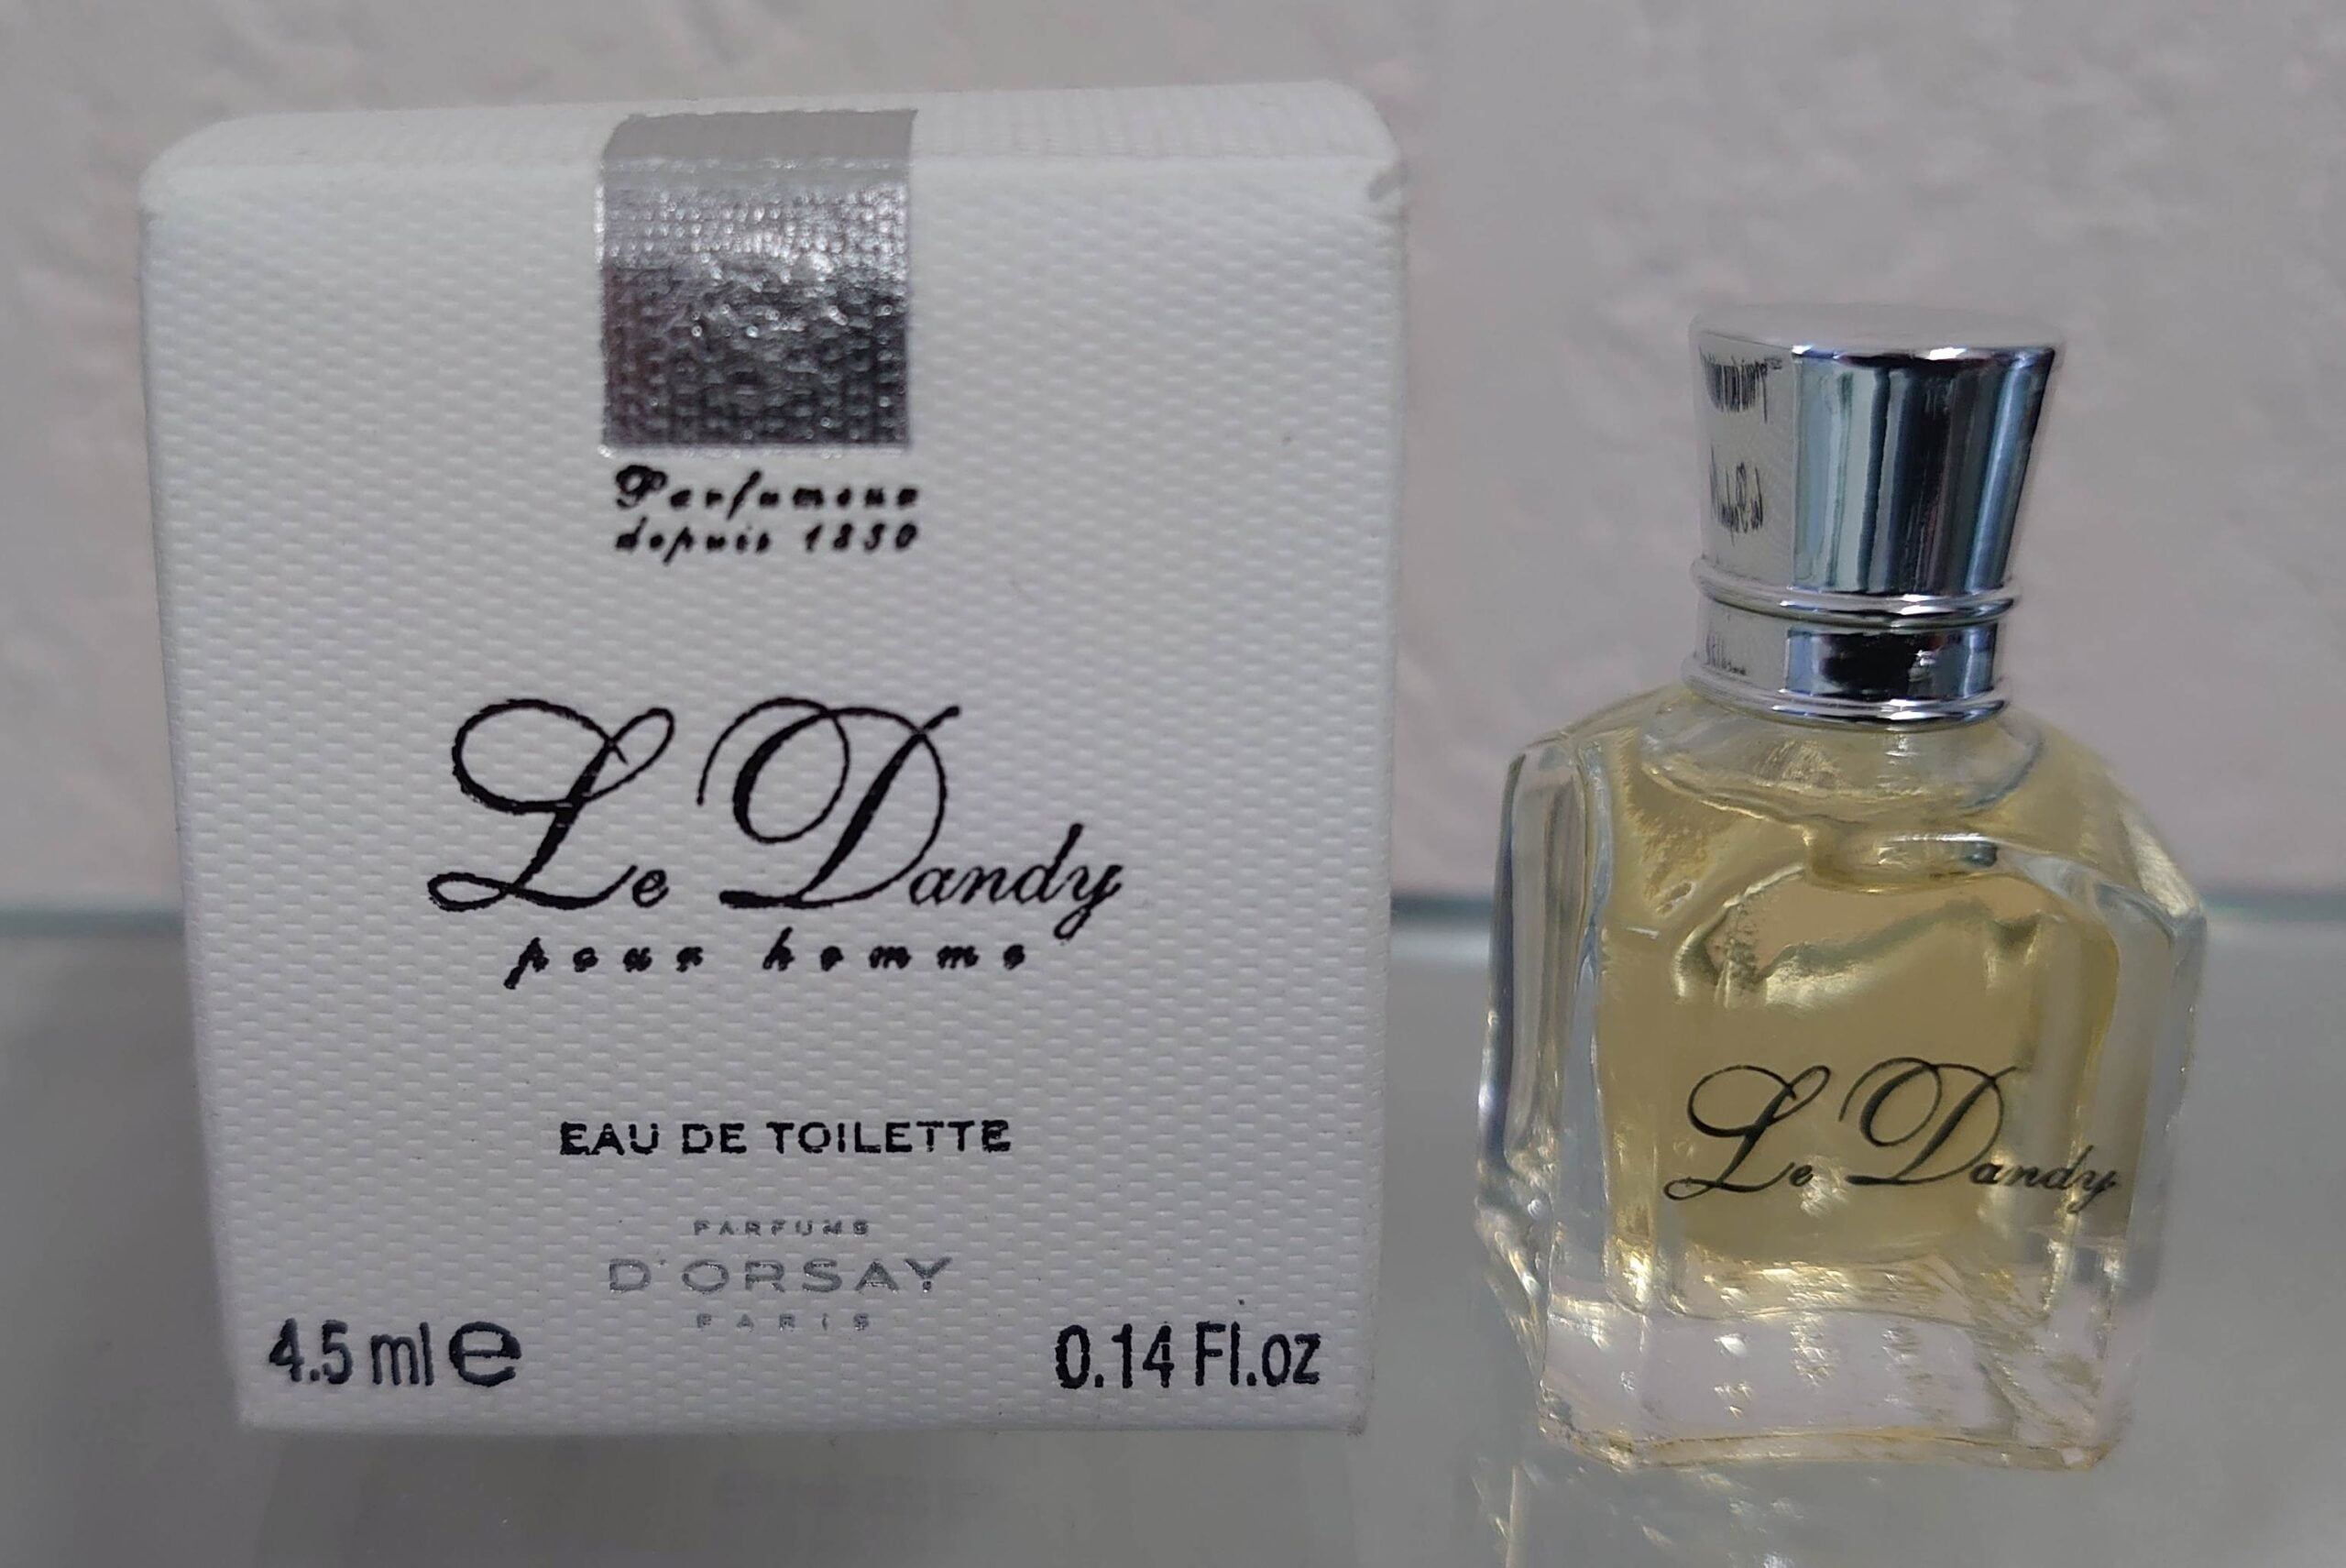 Parfumeur
depuis 1830
Le Dandy
pour homme
EAU DE TOILETTE
PARFUMS
D'ORSAY
PARIS
4.5 ml e
0.14 Fl.oz
Le Dandy